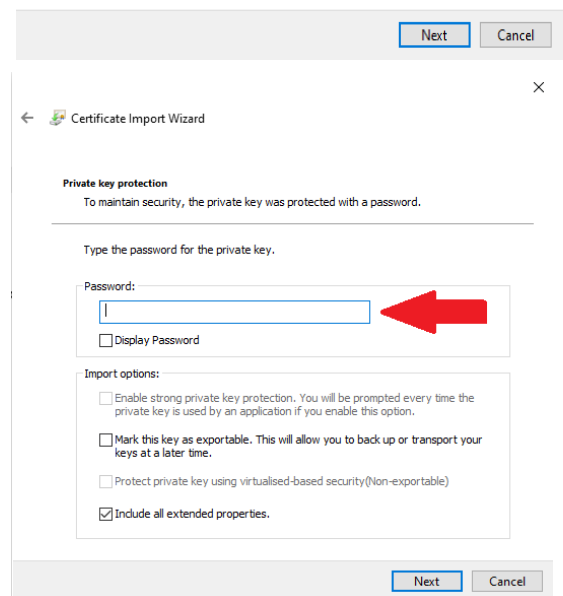 Next Cancel
Certificate Import Wizard
Private key protection
To maintain security, the private key was protected with a password.
Type the password for the private key.
Password:
Display Password
Import options:
Enable strong private key protection. You will be prompted every time the
private key is used by an application if you enable this option.
Mark this key as exportable. This will allow you to back up or transport your
keys at a later time.
Protect private key using virtualised-based security(Non-exportable)
Include all extended properties.
Next Cancel